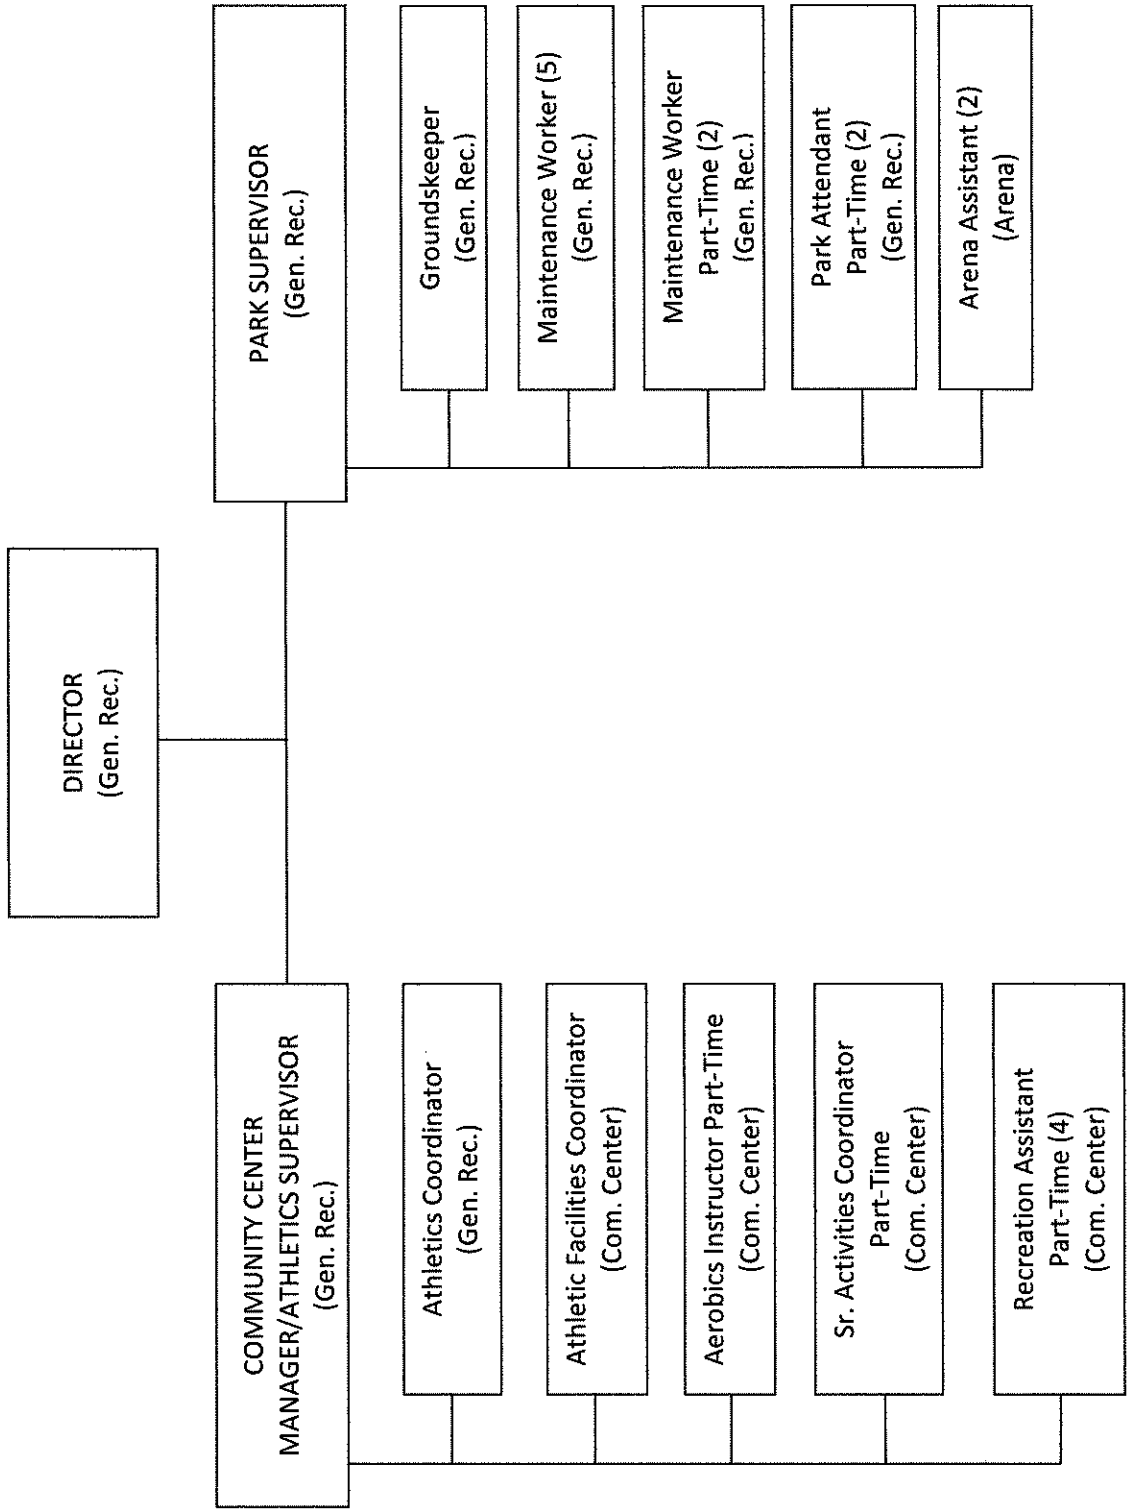 DIRECTOR
(Gen. Rec.)
COMMUNITY CENTER
MANAGER/ATHLETICS SUPERVISOR
(Gen. Rec.)
Athletics Coordinator
(Gen. Rec.)
Athletic Facilities Coordinator
(Com. Center)
Aerobics Instructor Part-Time
(Com. Center)
Sr. Activities Coordinator
Part-Time
(Com. Center)
Recreation Assistant
Part-Time (4)
(Com. Center)
PARK SUPERVISOR
(Gen. Rec.)
Groundskeeper
(Gen. Rec.)
Maintenance Worker (5)
(Gen. Rec.)
Maintenance Worker
Part-Time (2)
(Gen. Rec.)
Park Attendant
Part-Time (2)
(Gen. Rec.)
Arena Assistant (2)
(Arena)